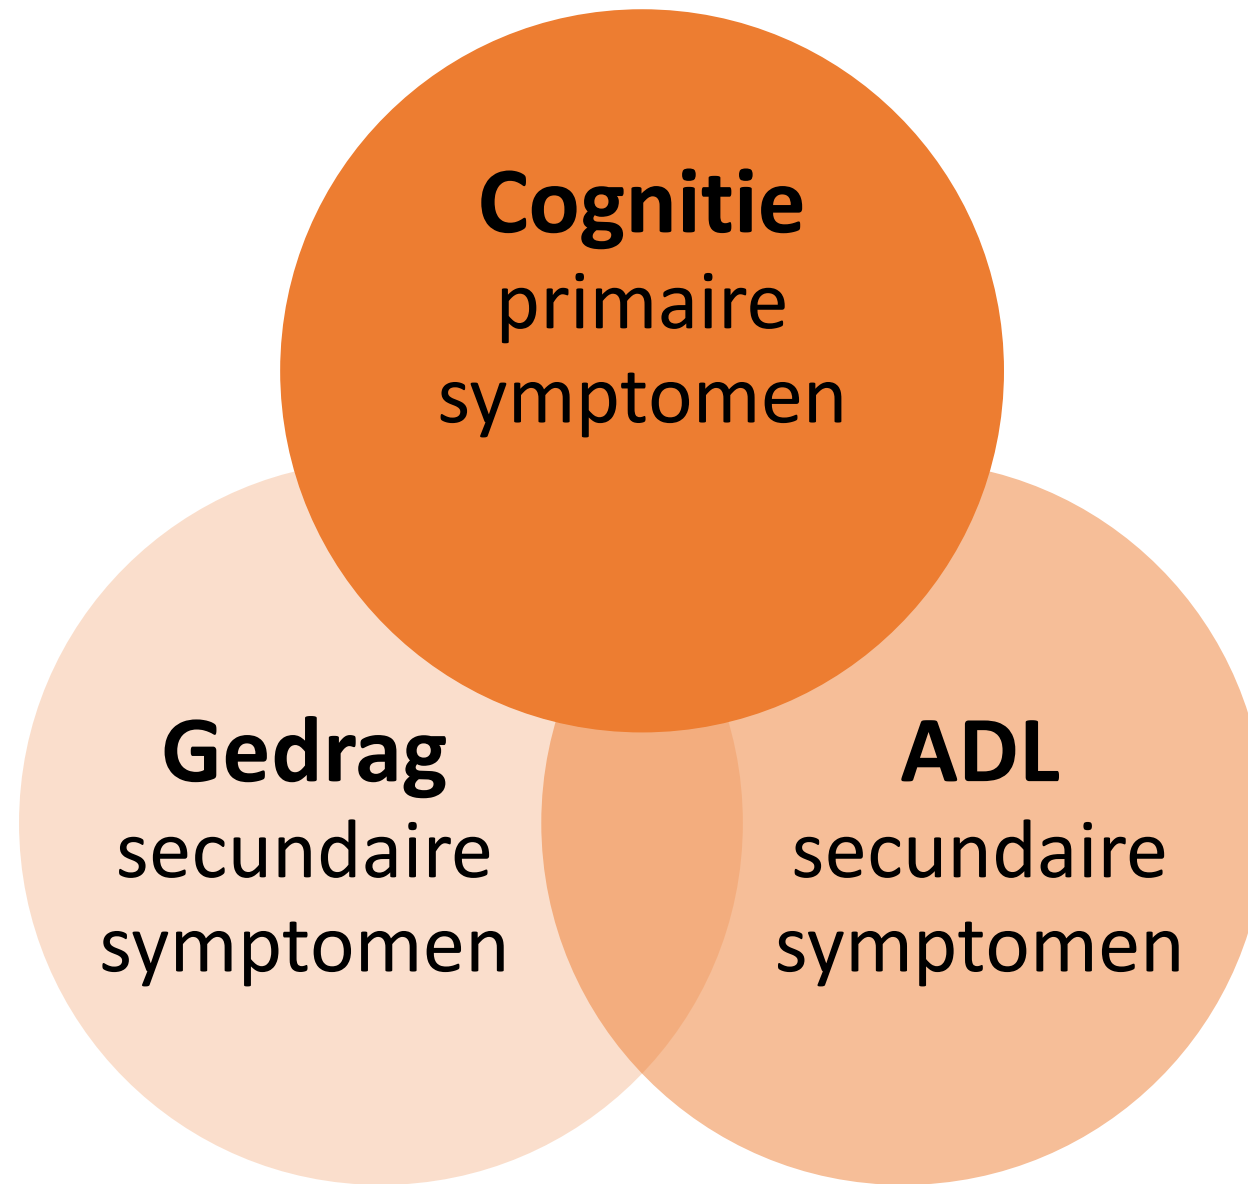 Cognitie
primaire
symptomen
Gedrag
secundaire
symptomen
ADL
secundaire
symptomen